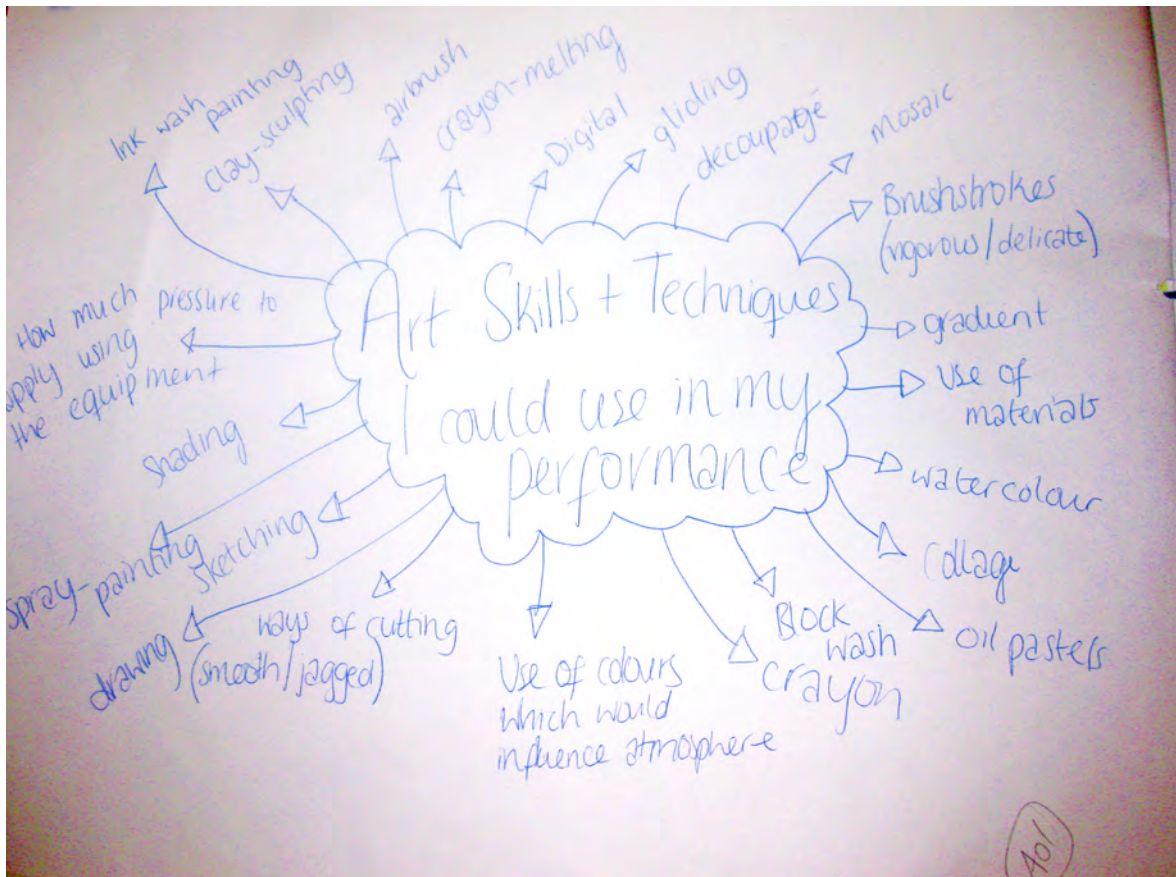 Art Skills + Techniques
I could use in my
performance
Ink wash
painting
clay-sculpting
airbrush
crayon-melting
Digital
gliding
decoupagé
mosaic
Brushstrokes
(vigorous/delicate)
gradient
use of
materials
watercolour
Collage
oil pastels
Block
wash
crayon
Use of colours
which would
influence atmosphere
ways of cutting
(smooth/jagged)
drawing
sketching
spray-
painting
shading
How much pressure to
apply using
the equipment
AO1